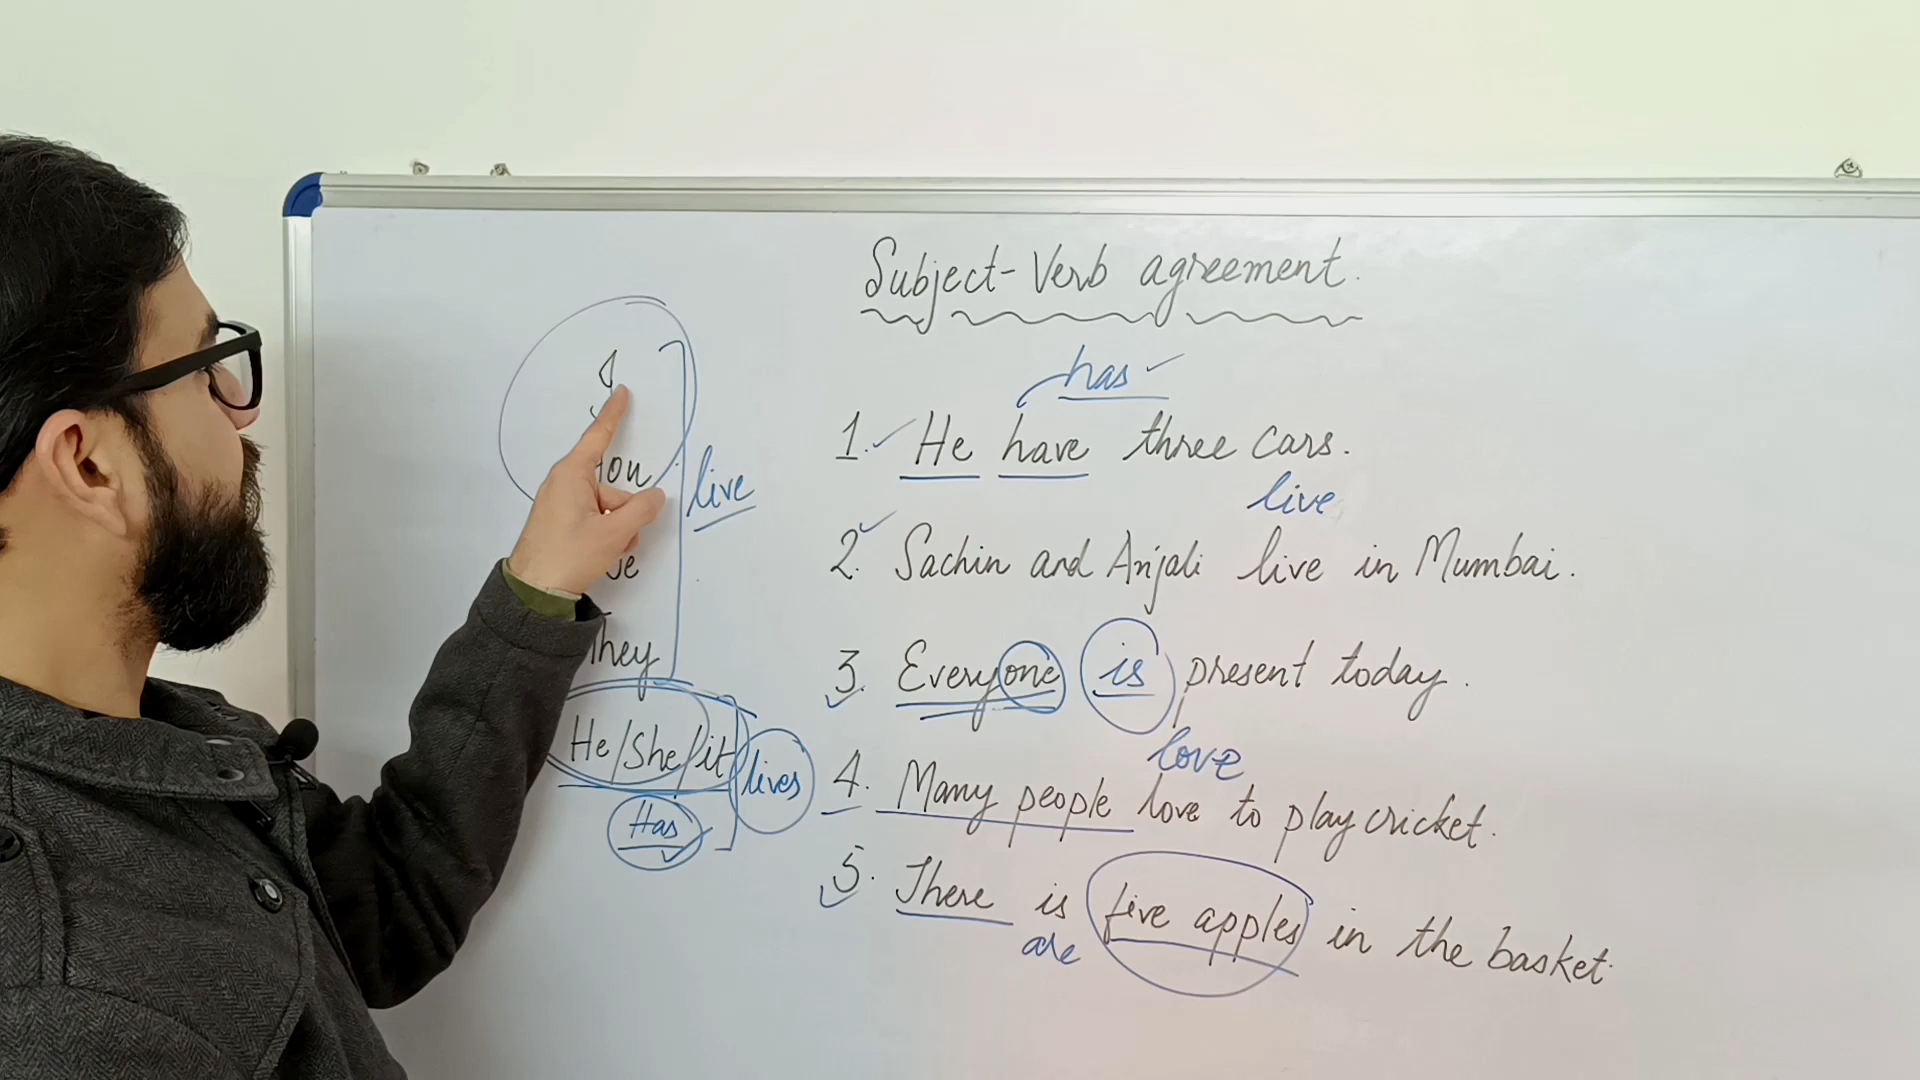 Subject-Verb agreement.
has
1. He have three cars.
live
2. Sachin and Anjali live in Mumbai.
3. Everyone is present today.
love
4. Many people love to play cricket.
5. There is five apples in the basket.
are
I
live
They
He/She/it
lives
Has